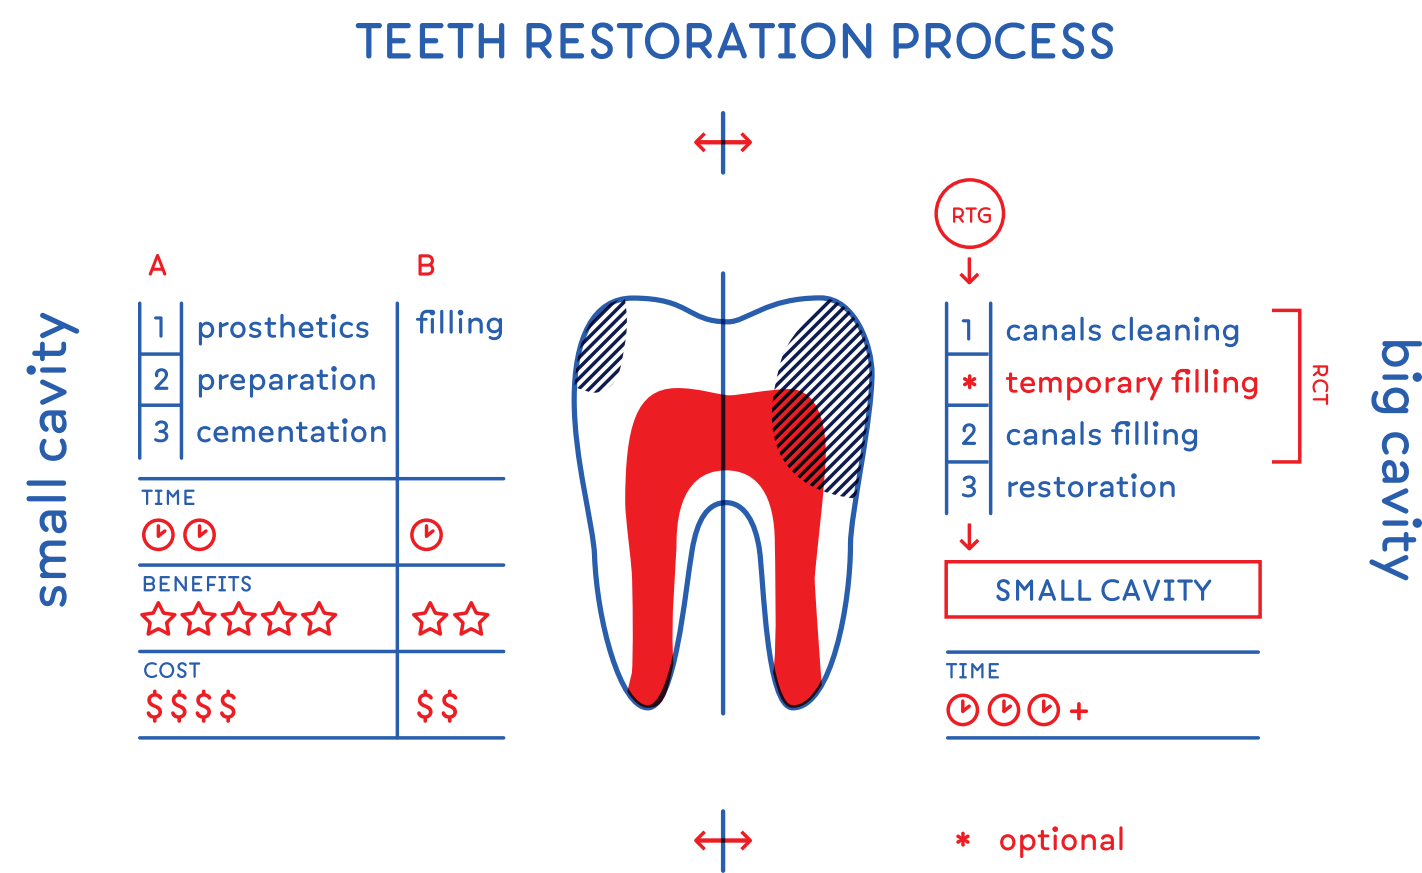 TEETH RESTORATION PROCESS
small cavity
A
1 prosthetics
2 preparation
3 cementation
B
filling
TIME
BENEFITS
COST
$$$$
$$
RTG
1 canals cleaning
* temporary filling
2 canals filling
3 restoration
RCT
SMALL CAVITY
TIME
+
* optional
big cavity